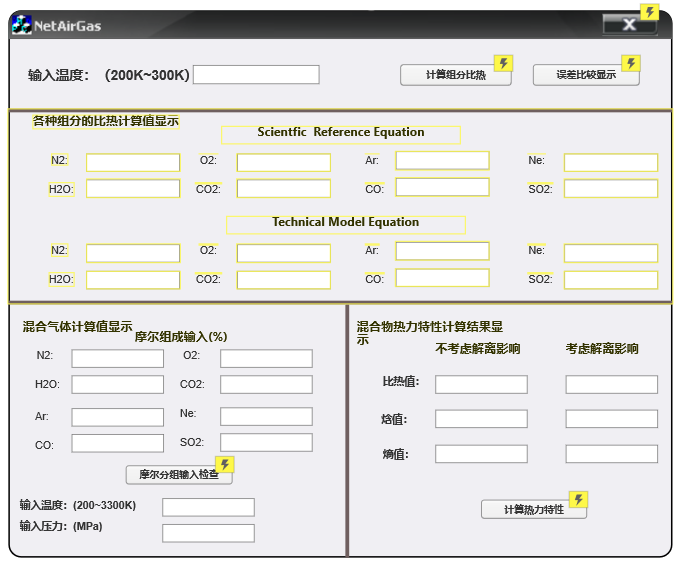 NetAirGas
X
输入温度： (200K~300K)
计算组分比热
误差比较显示
各种组分的比热计算值显示
Scientfic Reference Equation
N2: O2: Ar: Ne:
H2O: CO2: CO: SO2:
Technical Model Equation
N2: O2: Ar: Ne:
H2O: CO2: CO: SO2:
混合气体计算值显示
摩尔组成输入(%)
N2: O2:
H2O: CO2:
Ar: Ne:
CO: SO2:
摩尔分组输入检查
输入温度：(200~3300K)
输入压力：(MPa)
混合物热力特性计算结果显
示
不考虑解离影响 考虑解离影响
比热值：
焓值：
熵值：
计算热力特性